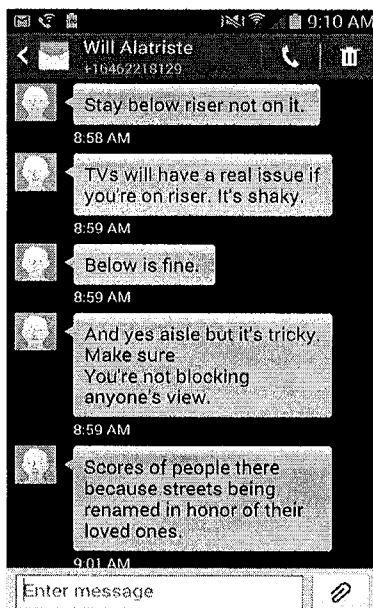 9:10 AM
Will Alatriste
+16462218129
Stay below riser not on it.
8:58 AM
TVs will have a real issue if
you're on riser. It's shaky.
8:59 AM
Below is fine.
8:59 AM
And yes aisle but it's tricky.
Make sure
You're not blocking
anyone's view.
8:59 AM
Scores of people there
because streets being
renamed in honor of their
loved ones.
9:01 AM
Enter message